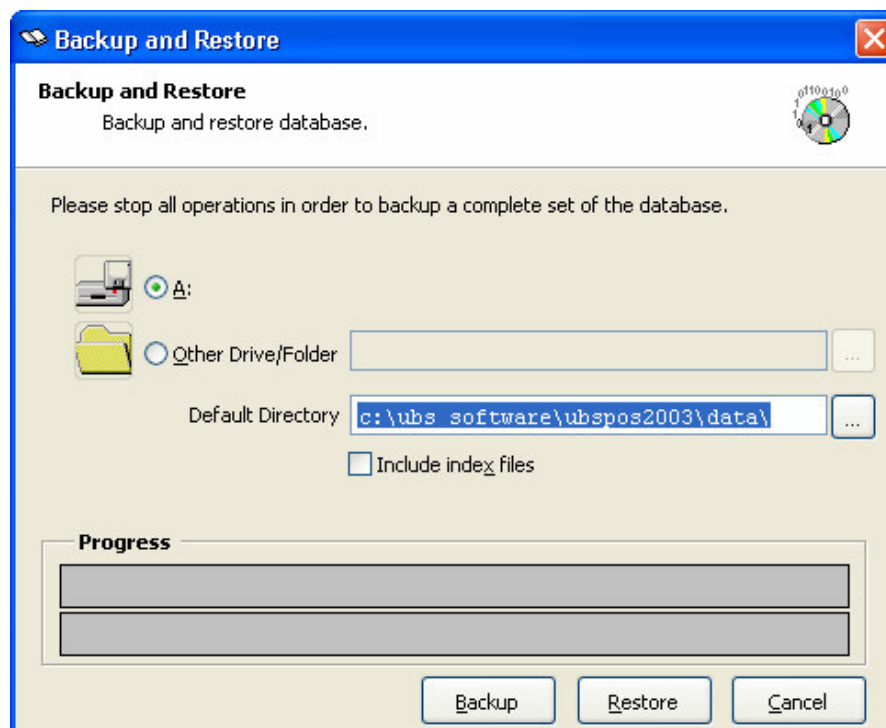 Backup and Restore
Backup and Restore
Backup and restore database.
Please stop all operations in order to backup a complete set of the database.
A:
Other Drive/Folder
...
Default Directory
c:\ubs software\ubspos2003\data\
...
Include index files
Progress
Backup
Restore
Cancel